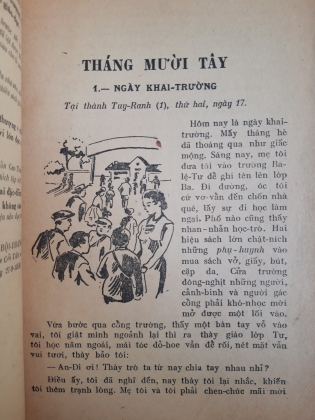 THÁNG MƯỜI TÂY
1.— NGÀY KHAI-TRƯỜNG
Tại thành Tuy-Ranh (1), thứ hai, ngày 17.
Hôm nay là ngày khai-
trường. Mấy tháng hè
đã thoáng qua như giấc
mộng. Sáng nay, mẹ tôi
đưa tôi vào trường Ba-
lệ-Tư để ghi tên lên lớp
Ba. Đi đường, óc tôi
cứ vơ-vẩn đến chốn nhà
quê, lấy sự đi học làm
ngại. Phố nào cũng thấy
nhan-nhản học-trò. Hai
hiệu sách lớn chật-ních
những phụ-huynh vào
mua sách vở, giấy, bút,
cặp da. Cửa trường
đông-nghịt những người,
cảnh-binh và người gác
cổng phải khó-nhọc mới
mở được một lối vào.
Vừa bước qua cổng trường, thấy một bàn tay vỗ vào
vai, tôi giật mình ngoảnh lại thì ra thầy giáo lớp Tư,
tôi học năm ngoái, mái tóc đỏ-hoe vẫn dễ rối, nét mặt vẫn
vui tươi, thầy bảo tôi:
— An-Di ơi! Thầy trò ta từ nay chia tay nhau nhỉ?
Điều ấy, tôi đã nghĩ đến, nay thầy tôi lại nhắc, khiến
tôi thêm trạnh lòng. Mẹ tôi và tôi phải chen-chúc mãi mới